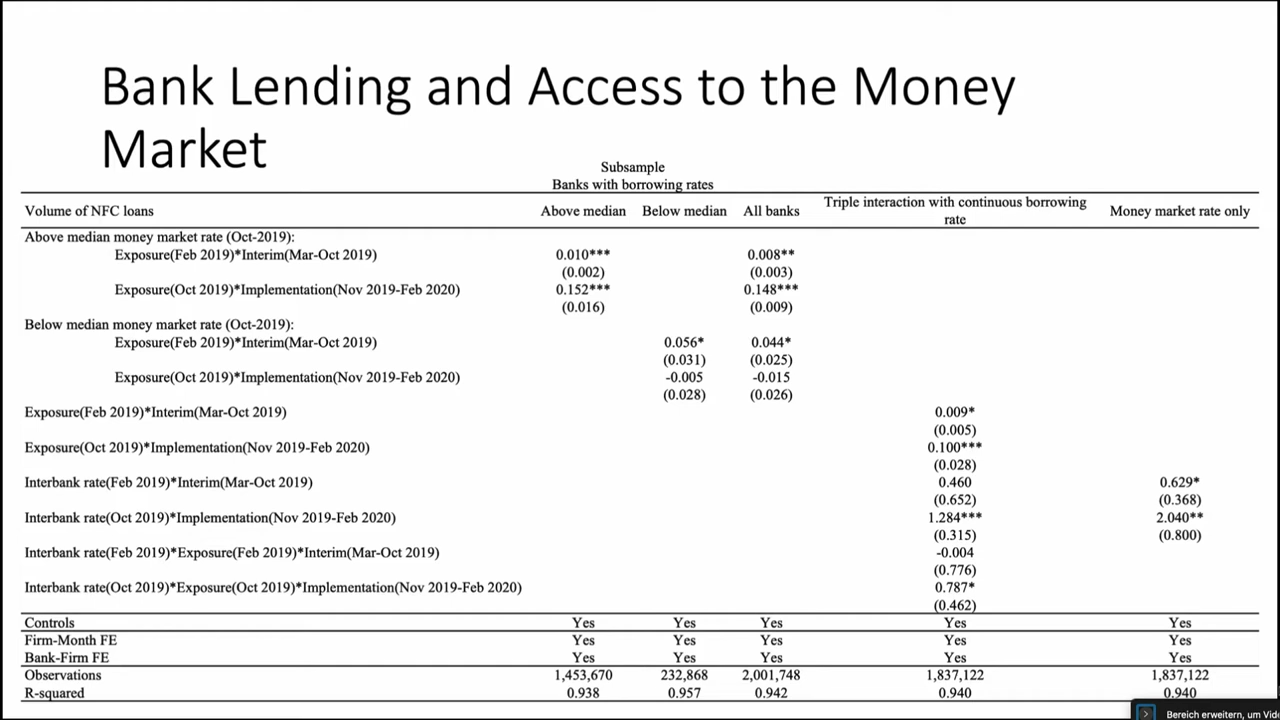 Bank Lending and Access to the Money
Market
Subsample
Banks with borrowing rates
Volume of NFC loans Above median Below median All banks Triple interaction with continuous borrowing rate Money market rate only
Above median money market rate (Oct-2019):
Exposure(Feb 2019)*Interim(Mar-Oct 2019) 0.010*** 0.008**
(0.002) (0.003)
Exposure(Oct 2019)*Implementation(Nov 2019-Feb 2020) 0.152*** 0.148***
(0.016) (0.009)
Below median money market rate (Oct-2019):
Exposure(Feb 2019)*Interim(Mar-Oct 2019) 0.056* 0.044*
(0.031) (0.025)
Exposure(Oct 2019)*Implementation(Nov 2019-Feb 2020) -0.005 -0.015
(0.028) (0.026)
Exposure(Feb 2019)*Interim(Mar-Oct 2019) 0.009*
(0.005)
Exposure(Oct 2019)*Implementation(Nov 2019-Feb 2020) 0.100***
(0.028)
Interbank rate(Feb 2019)*Interim(Mar-Oct 2019) 0.460 0.629*
(0.652) (0.368)
Interbank rate(Oct 2019)*Implementation(Nov 2019-Feb 2020) 1.284*** 2.040**
(0.315) (0.800)
Interbank rate(Feb 2019)*Exposure(Feb 2019)*Interim(Mar-Oct 2019) -0.004
(0.776)
Interbank rate(Oct 2019)*Exposure(Oct 2019)*Implementation(Nov 2019-Feb 2020) 0.787*
(0.462)
Controls Yes Yes Yes Yes Yes
Firm-Month FE Yes Yes Yes Yes Yes
Bank-Firm FE Yes Yes Yes Yes Yes
Observations 1,453,670 232,868 2,001,748 1,837,122 1,837,122
R-squared 0.938 0.957 0.942 0.940 0.940
Bereich erweitern, um